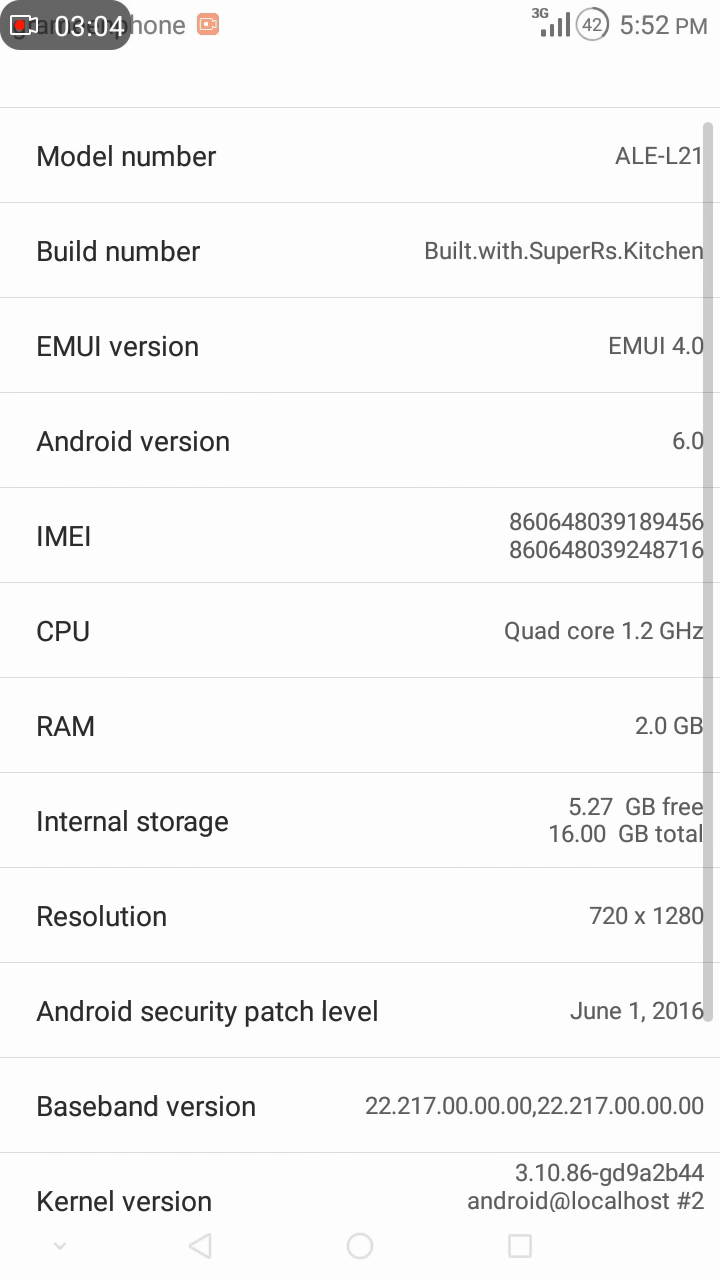 03:04 phone 3G 42 5:52 PM
Model number ALE-L21
Build number Built.with.SuperRs.Kitchen
EMUI version EMUI 4.0
Android version 6.0
IMEI 860648039189456
860648039248716
CPU Quad core 1.2 GHz
RAM 2.0 GB
Internal storage 5.27 GB free
16.00 GB total
Resolution 720 x 1280
Android security patch level June 1, 2016
Baseband version 22.217.00.00.00,22.217.00.00.00
3.10.86-gd9a2b44
Kernel version android@localhost #2